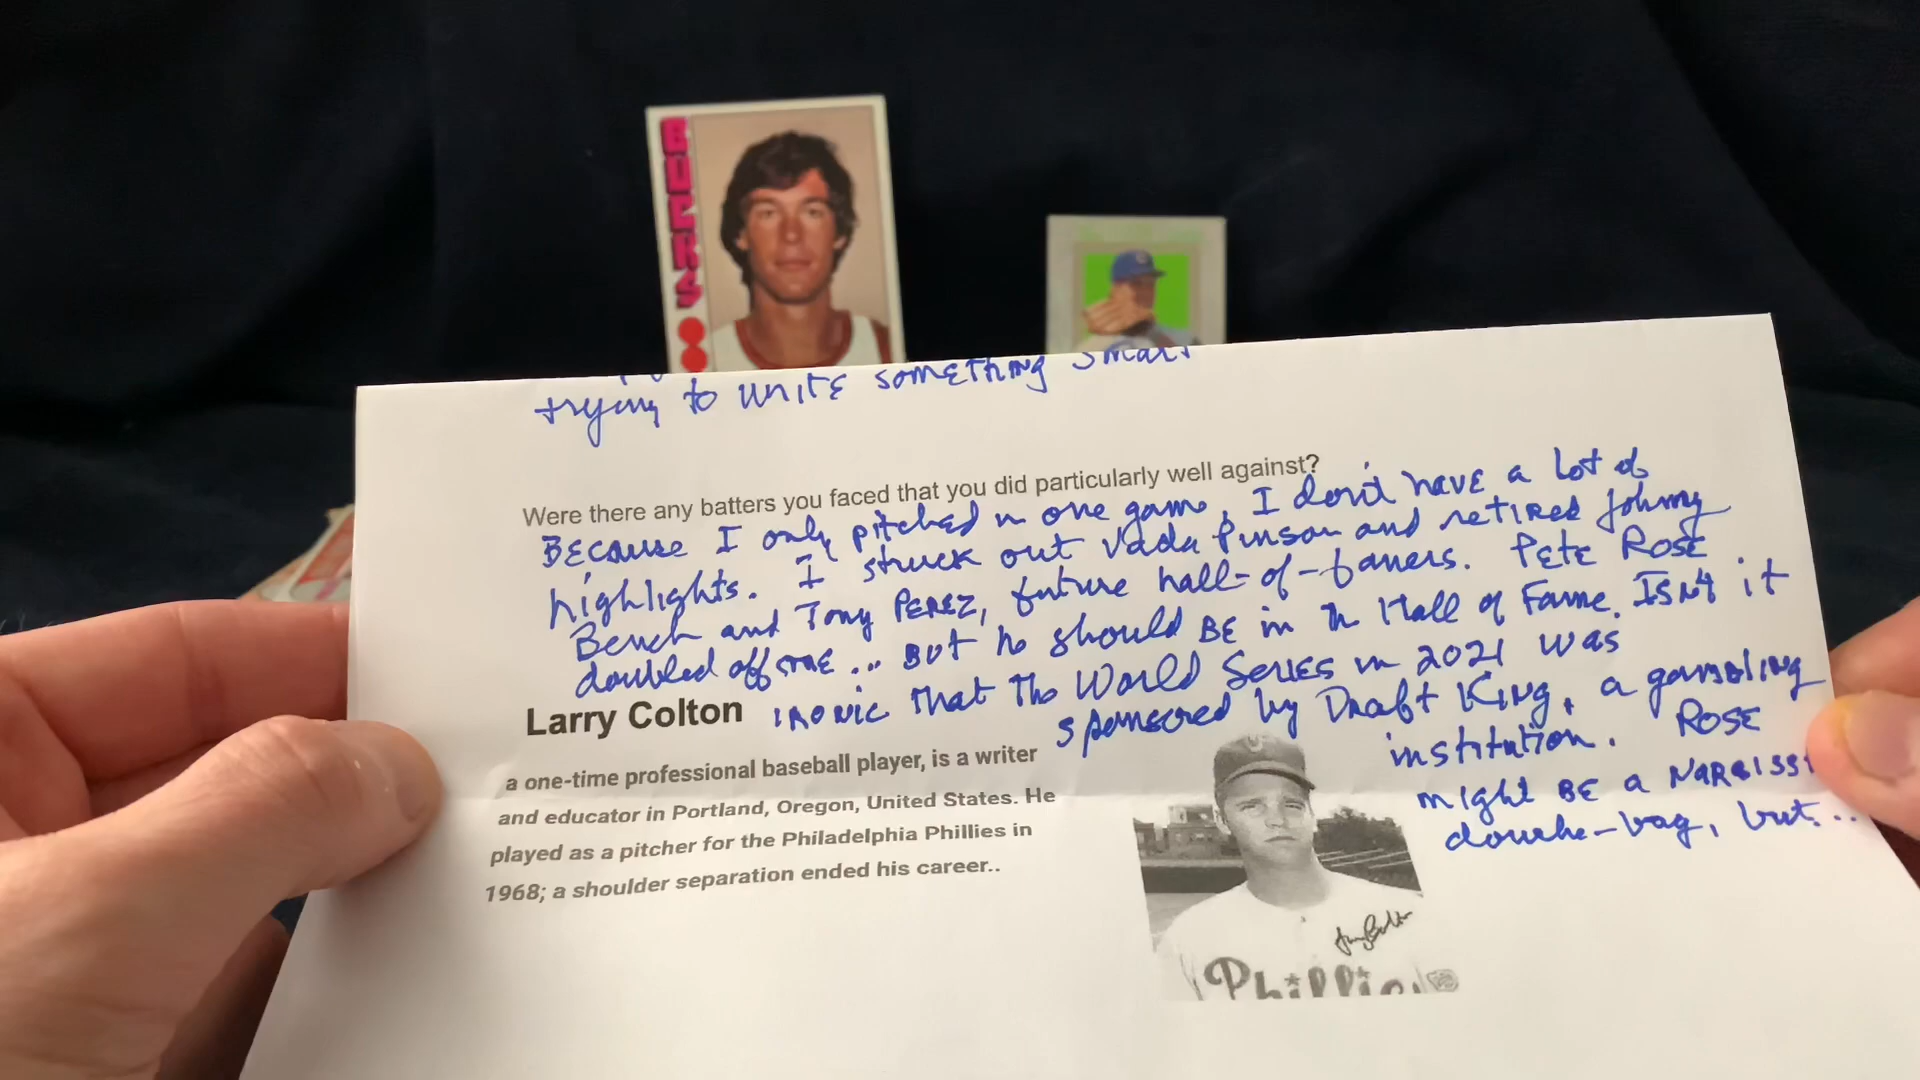 BUCKS
trying to write something smart
Were there any batters you faced that you did particularly well against?
Because I only pitched in one game, I don't have a lot of
highlights. I struck out Vada Pinson and retired Johnny
Bench and Tony Perez, future hall-of-famers. Pete Rose
doubled off me... But he should be in the Hall of Fame. Isn't it
ironic that the World Series in 2021 was
sponsored by Draft King, a gambling
institution. Rose
might be a narcissist
douche-bag, but...
Larry Colton
a one-time professional baseball player, is a writer
and educator in Portland, Oregon, United States. He
played as a pitcher for the Philadelphia Phillies in
1968; a shoulder separation ended his career..
Phillies